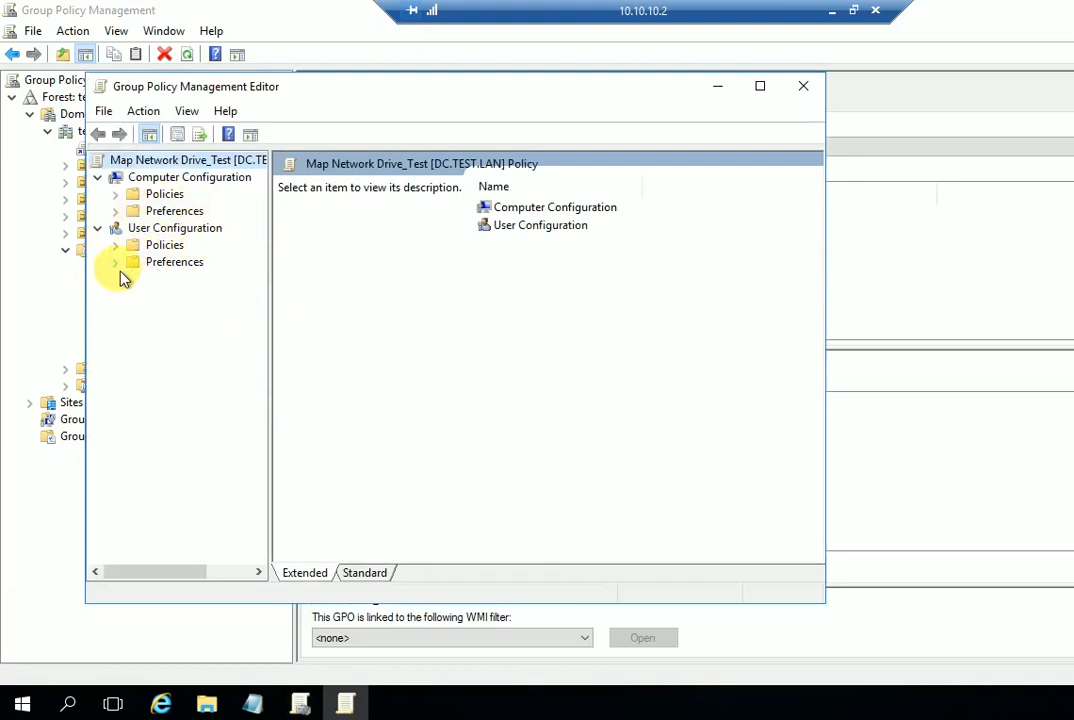 Group Policy Management
10.10.10.2
File Action View Window Help
Group Policy
Group Policy Management Editor
Forest: te
Dom
te
File Action View Help
Map Network Drive_Test [DC.TE
Computer Configuration
Policies
Preferences
User Configuration
Policies
Preferences
Map Network Drive_Test [DC.TEST.LAN] Policy
Select an item to view its description.
Name
Computer Configuration
User Configuration
Sites
Grou
Grou
Extended
Standard
This GPO is linked to the following WMI filter:
<none>
Open